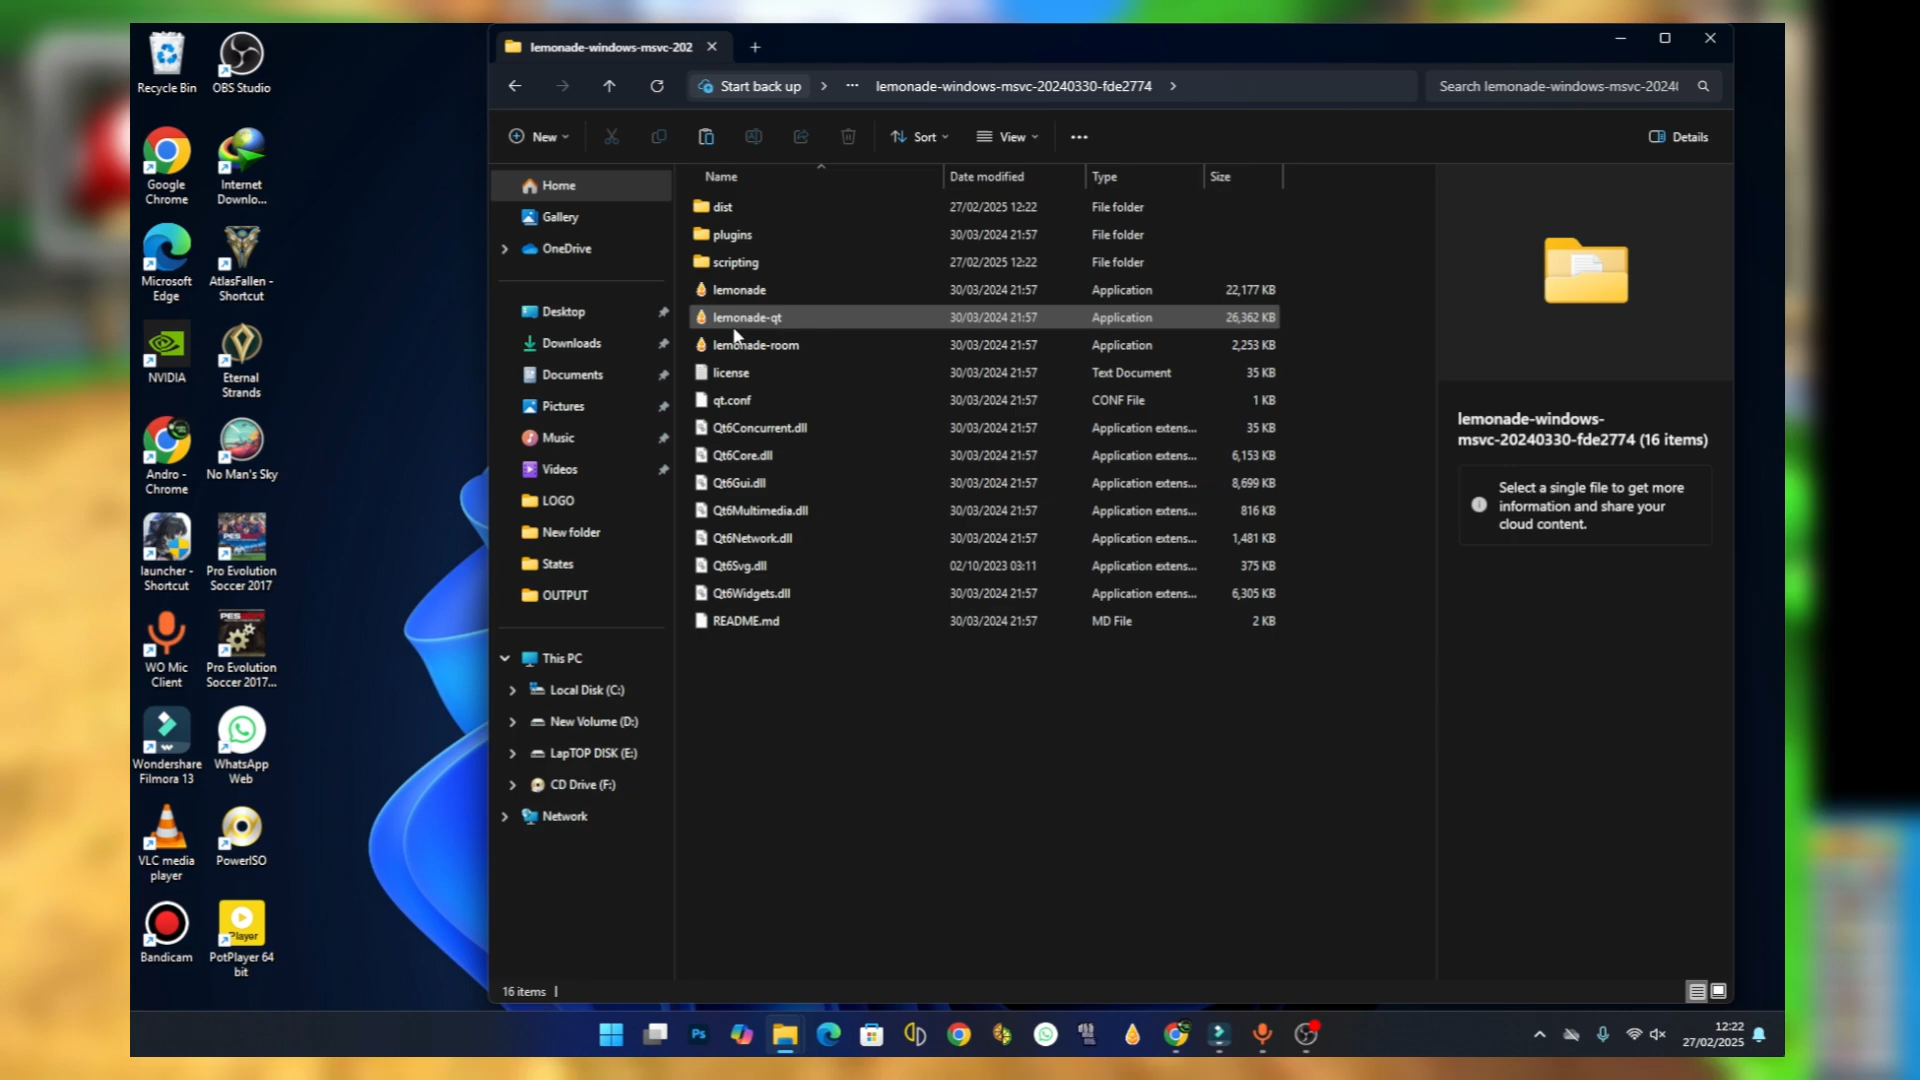 Recycle Bin
OBS Studio
Google
Chrome
Internet
Downlo...
Microsoft
Edge
AtlasFallen -
Shortcut
NVIDIA
Eternal
Strands
Andro -
Chrome
No Man's Sky
launcher -
Shortcut
Pro Evolution
Soccer 2017
WO Mic
Client
Pro Evolution
Soccer 2017...
Wondershare
Filmora 13
WhatsApp
Web
VLC media
player
PowerISO
Bandicam
Player
PotPlayer 64
bit
lemonade-windows-msvc-202
Start back up
lemonade-windows-msvc-20240330-fde2774
Search lemonade-windows-msvc-2024
New
Sort
View
Details
Home
Gallery
OneDrive
Desktop
Downloads
Documents
Pictures
Music
Videos
LOGO
New folder
States
OUTPUT
This PC
Local Disk (C:)
New Volume (D:)
LapTOP DISK (E:)
CD Drive (F:)
Network
Name Date modified Type Size
dist 27/02/2025 12:22 File folder
plugins 30/03/2024 21:57 File folder
scripting 27/02/2025 12:22 File folder
lemonade 30/03/2024 21:57 Application 22,177 KB
lemonade-qt 30/03/2024 21:57 Application 26,362 KB
lemonade-room 30/03/2024 21:57 Application 2,253 KB
license 30/03/2024 21:57 Text Document 35 KB
qt.conf 30/03/2024 21:57 CONF File 1 KB
Qt6Concurrent.dll 30/03/2024 21:57 Application extens... 35 KB
Qt6Core.dll 30/03/2024 21:57 Application extens... 6,153 KB
Qt6Gui.dll 30/03/2024 21:57 Application extens... 8,699 KB
Qt6Multimedia.dll 30/03/2024 21:57 Application extens... 816 KB
Qt6Network.dll 30/03/2024 21:57 Application extens... 1,481 KB
Qt6Svg.dll 02/10/2023 03:11 Application extens... 375 KB
Qt6Widgets.dll 30/03/2024 21:57 Application extens... 6,305 KB
README.md 30/03/2024 21:57 MD File 2 KB
lemonade-windows-
msvc-20240330-fde2774 (16 items)
Select a single file to get more
information and share your
cloud content.
16 items
Ps
12:22
27/02/2025